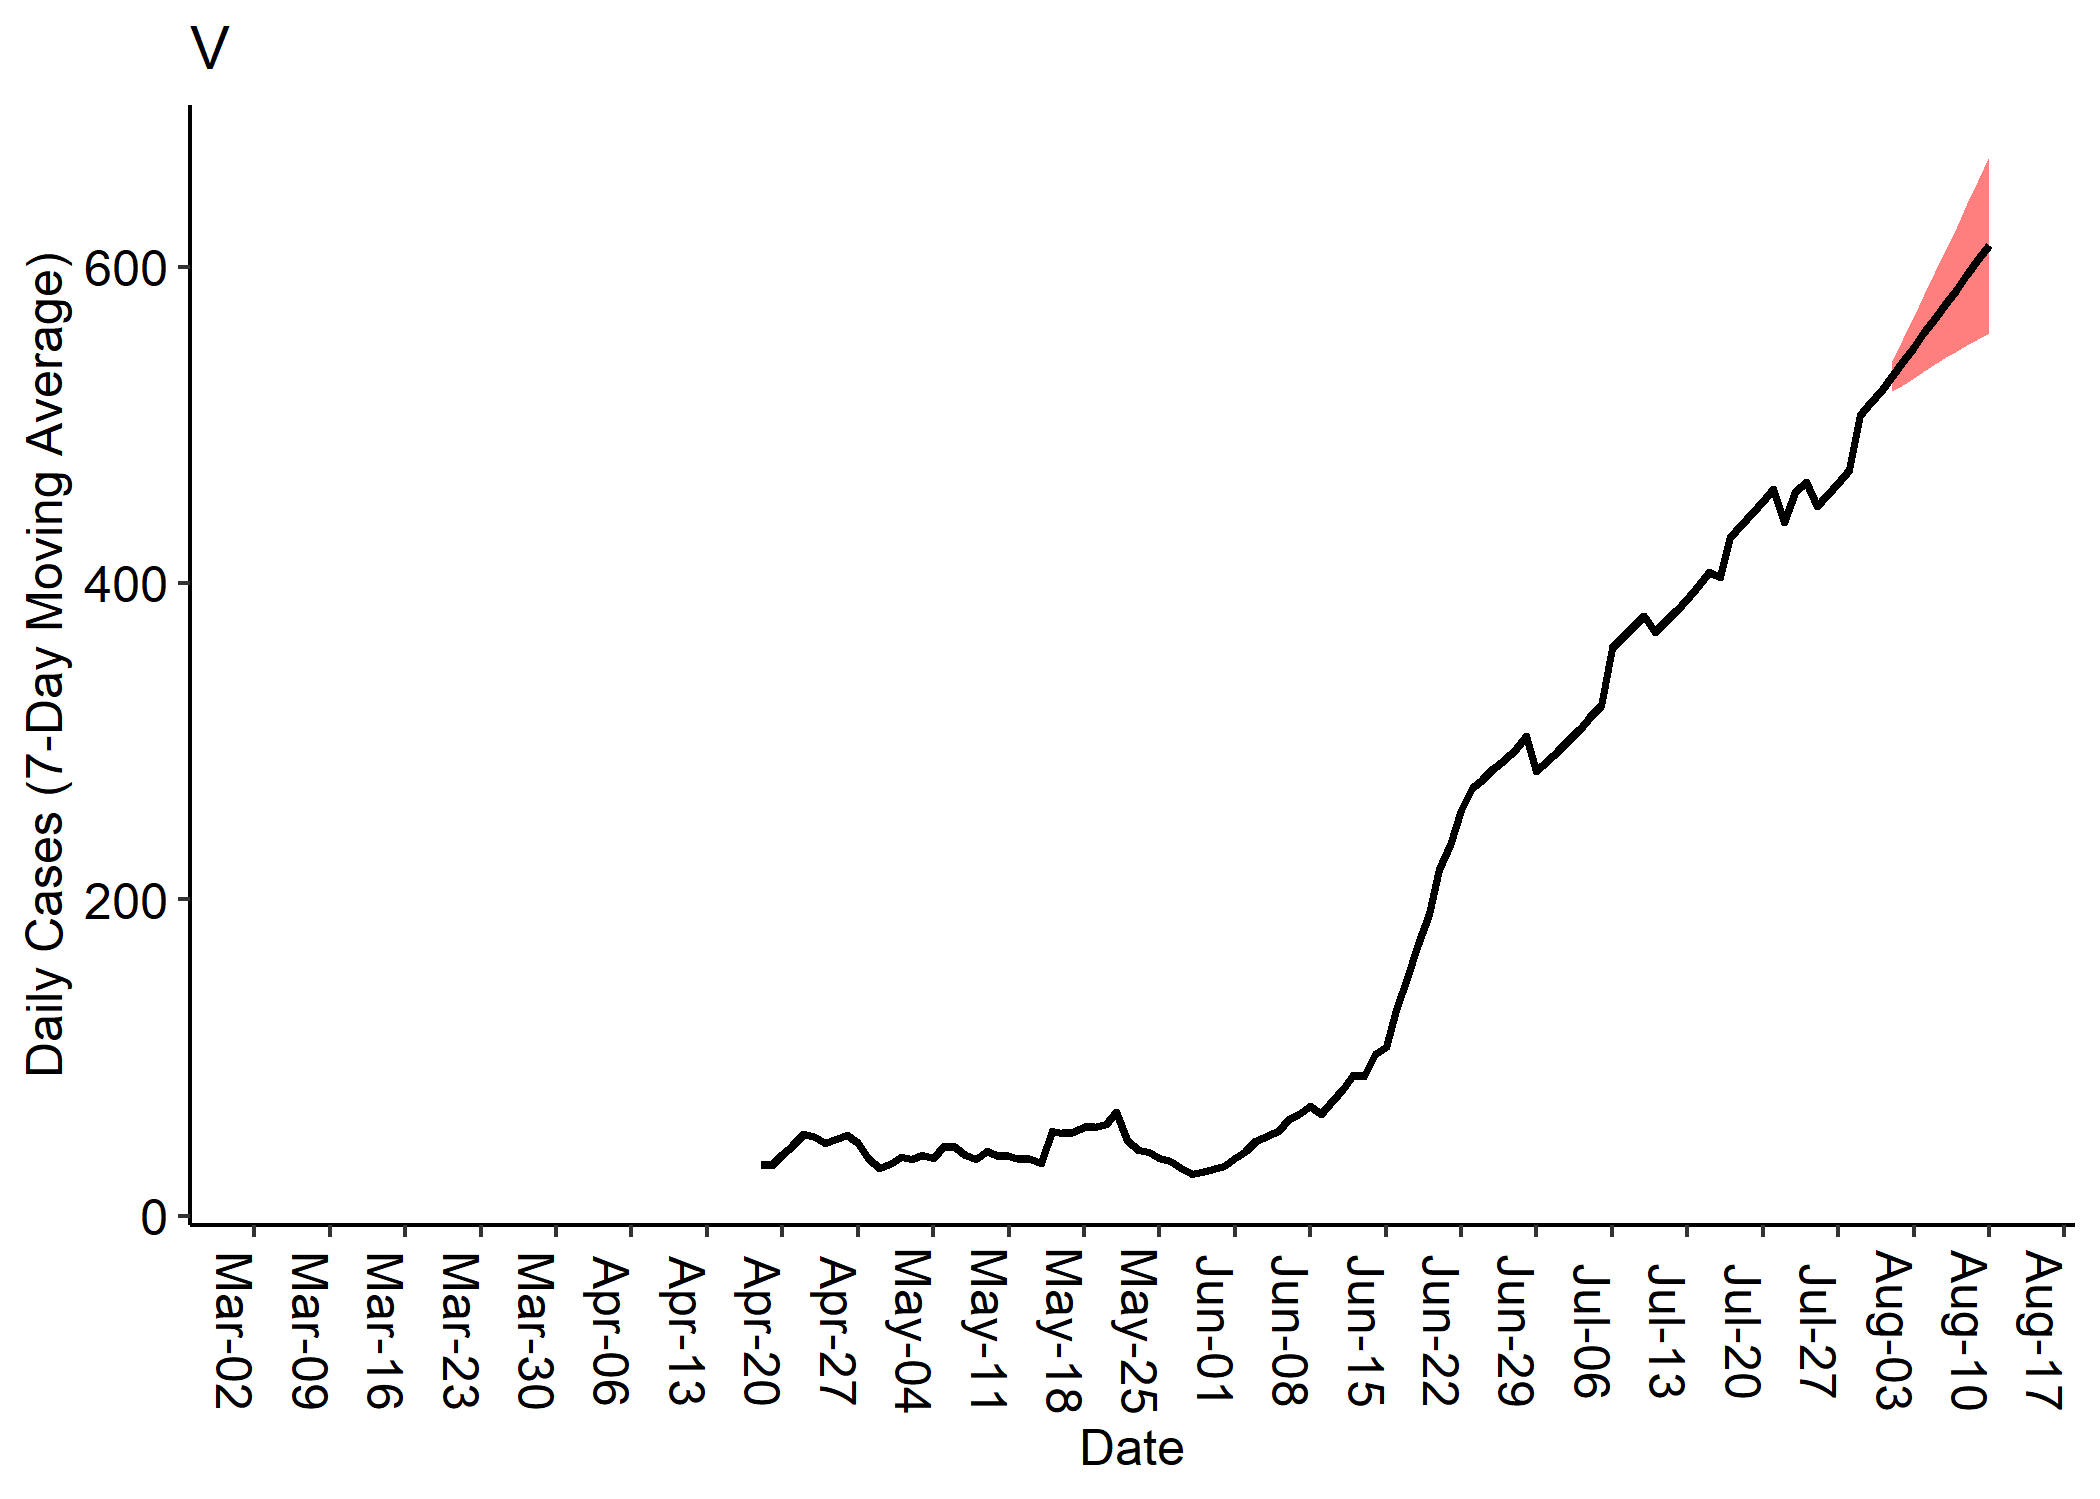 V
Daily Cases (7-Day Moving Average)
600
400
200
0
Mar-02
Mar-09
Mar-16
Mar-23
Mar-30
Apr-06
Apr-13
Apr-20
Apr-27
May-04
May-11
May-18
May-25
Jun-01
Jun-08
Jun-15
Jun-22
Jun-29
Jul-06
Jul-13
Jul-20
Jul-27
Aug-03
Aug-10
Aug-17
Date